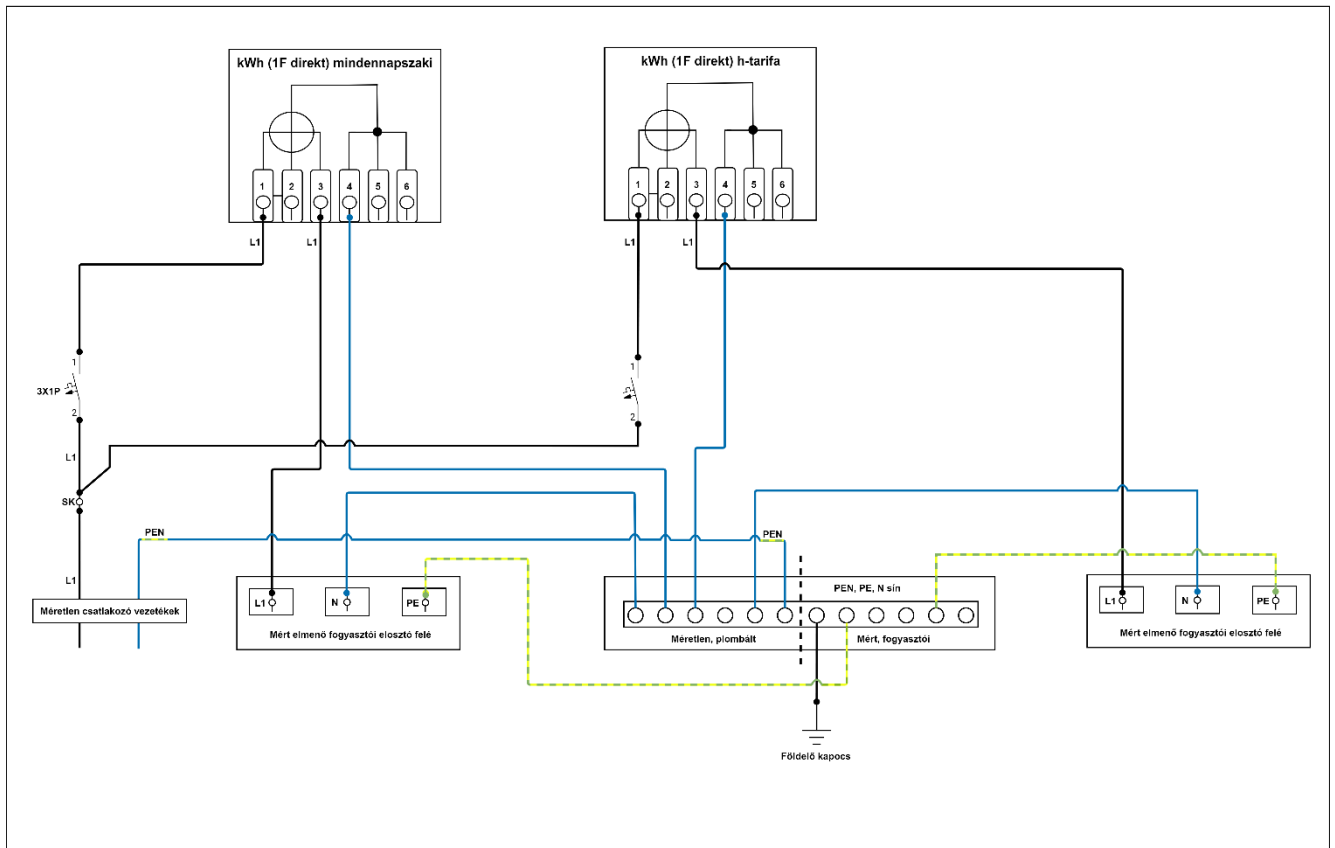 kWh (1F direkt) mindennapszaki
1 2 3 4 5 6
L1
L1
kWh (1F direkt) h-tarifa
1 2 3 4 5 6
L1
L1
1
3X1P
2
1
2
L1
SK
PEN
PEN
L1
Méretlen csatlakozó vezetékek
L1 N PE
Mért elmenő fogyasztói elosztó felé
PEN, PE, N sín
Méretlen, plombált
Mért, fogyasztói
L1 N PE
Mért elmenő fogyasztói elosztó felé
Földelő kapocs